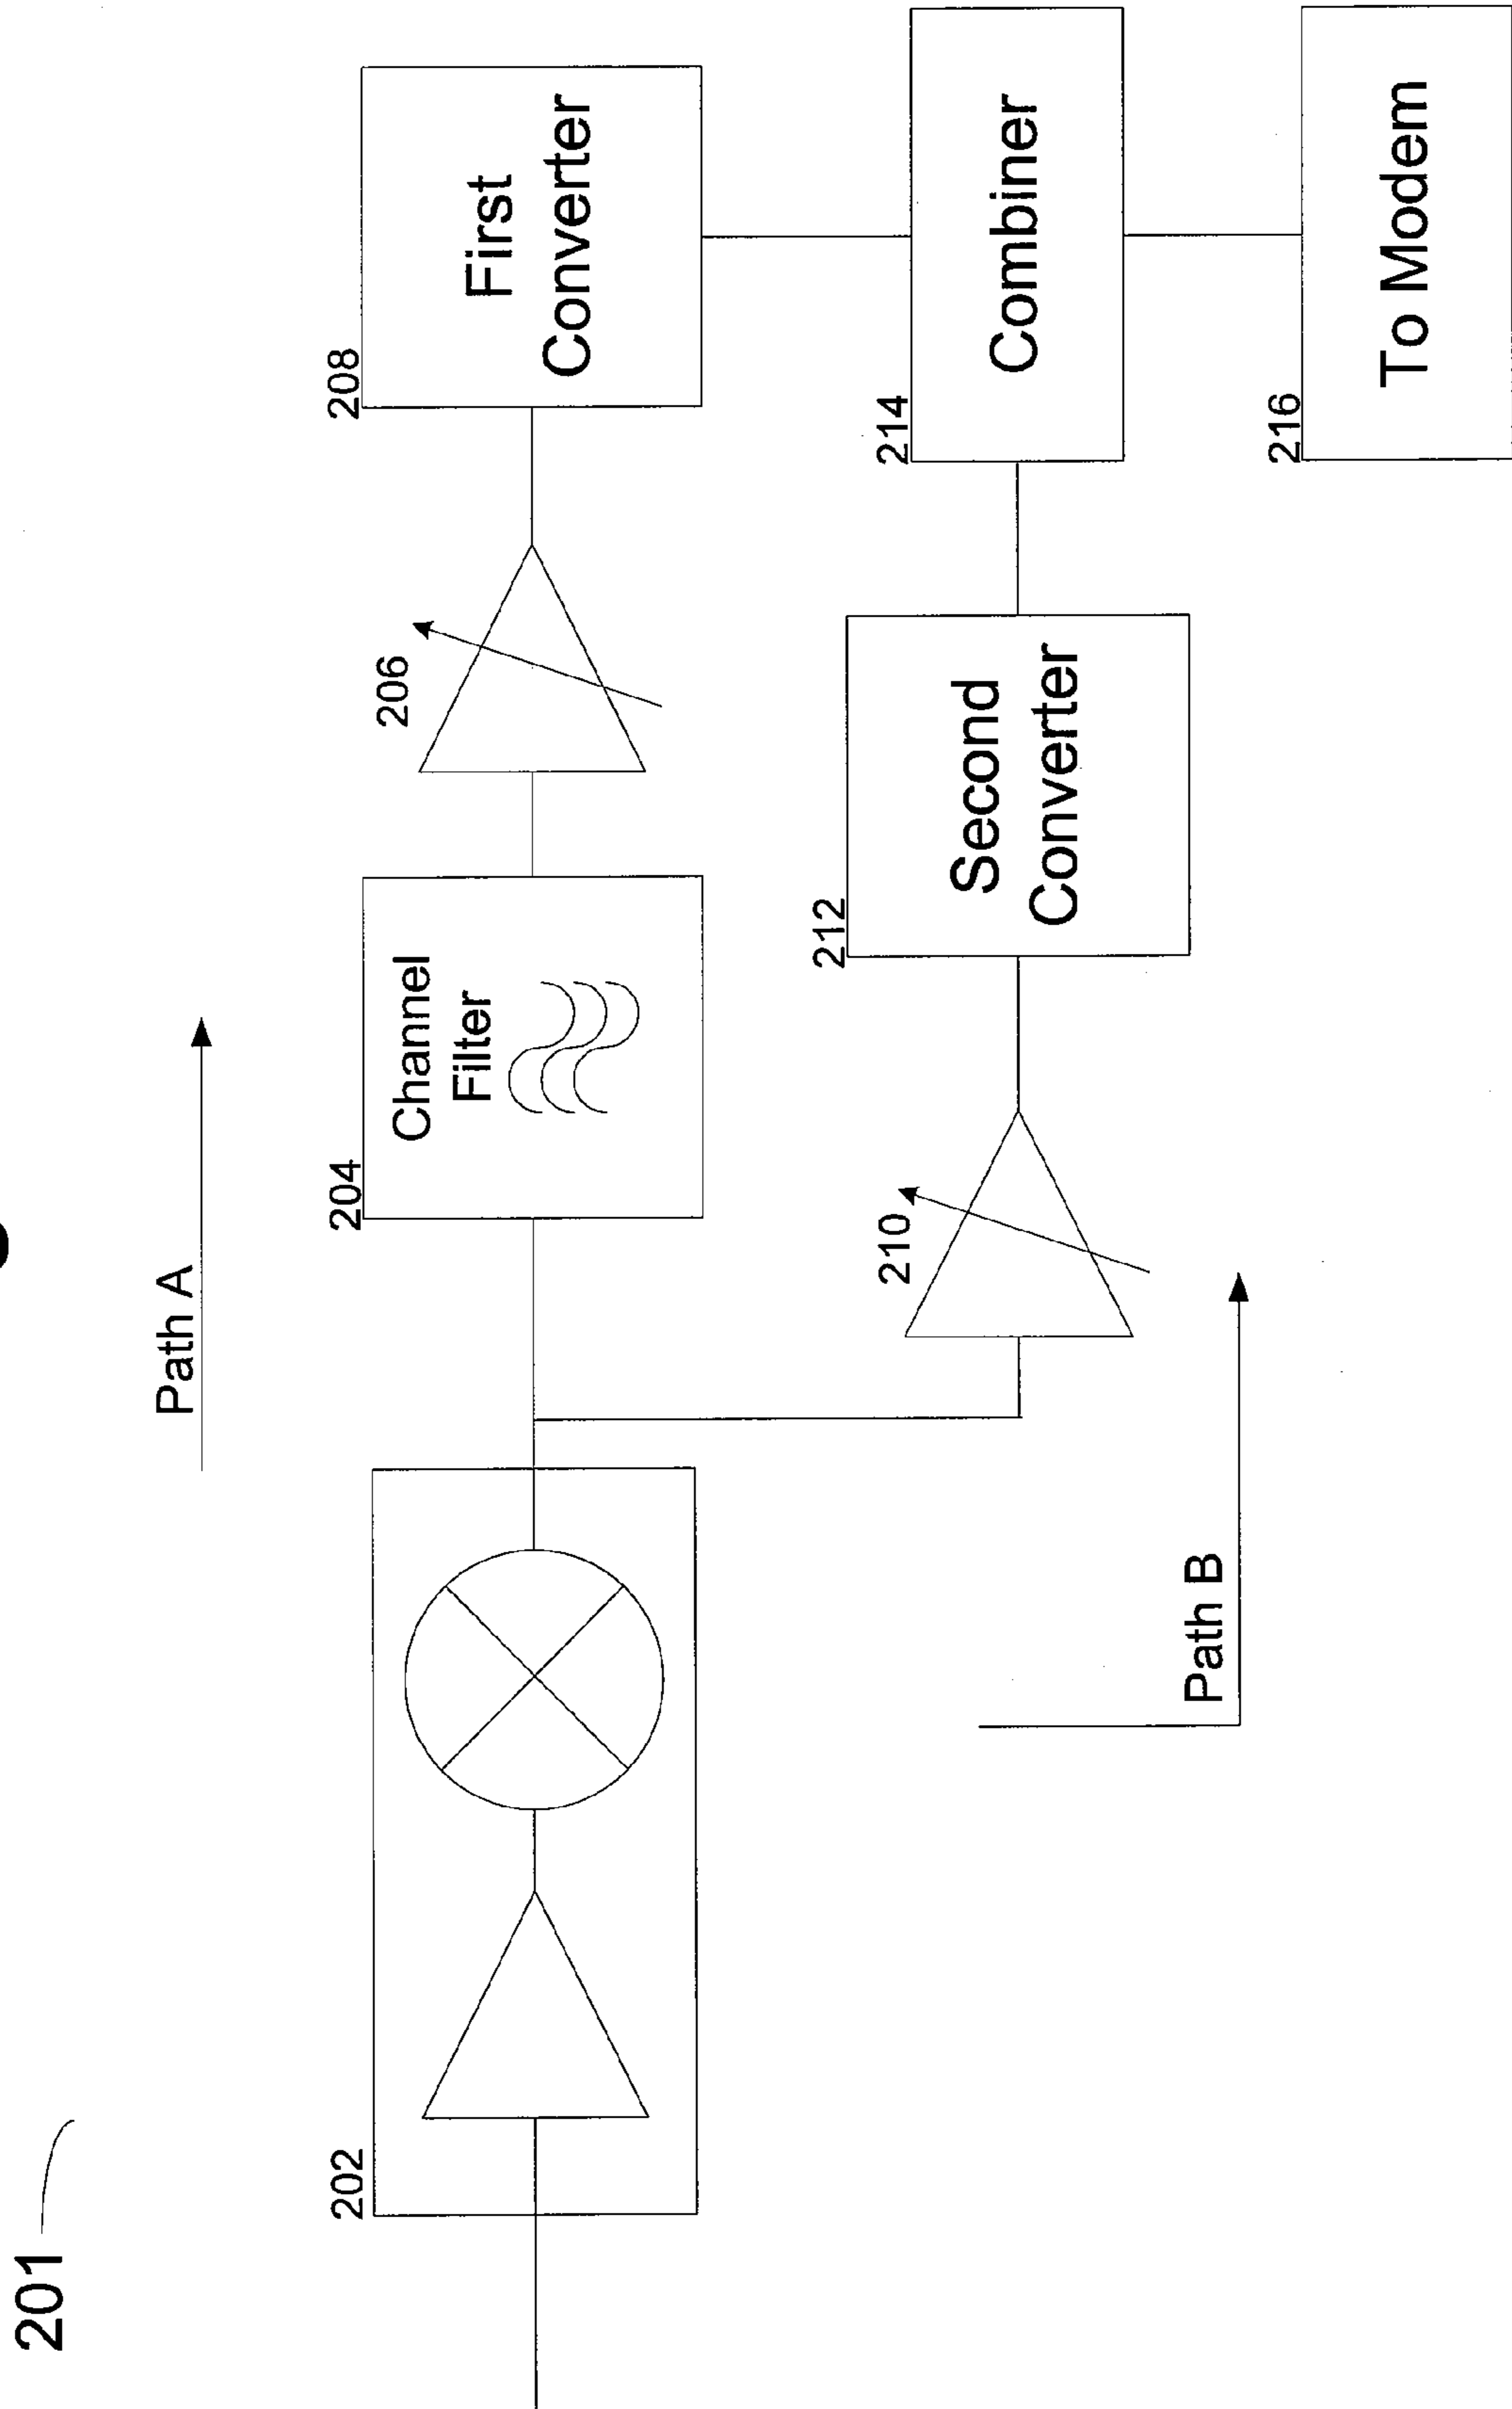 201
Path A
202
204
Channel
Filter
206
208
First
Converter
210
212
Second
Converter
214
Combiner
Path B
216
To Modem